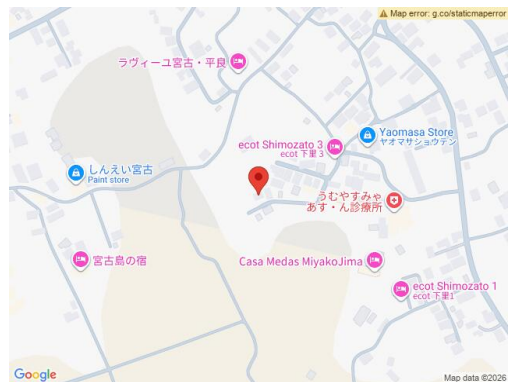 Map error: g.co/staticmaperror
ラヴィーユ宮古・平良
Yaomasa Store
ヤオマサショウテン
ecot Shimozato 3
ecot 下里 3
しんえい宮古
Paint store
うむやすみゃ
あす・ん診療所
宮古島の宿
Casa Medas MiyakoJima
ecot Shimozato 1
ecot 下里1
Google
Map data ©2026